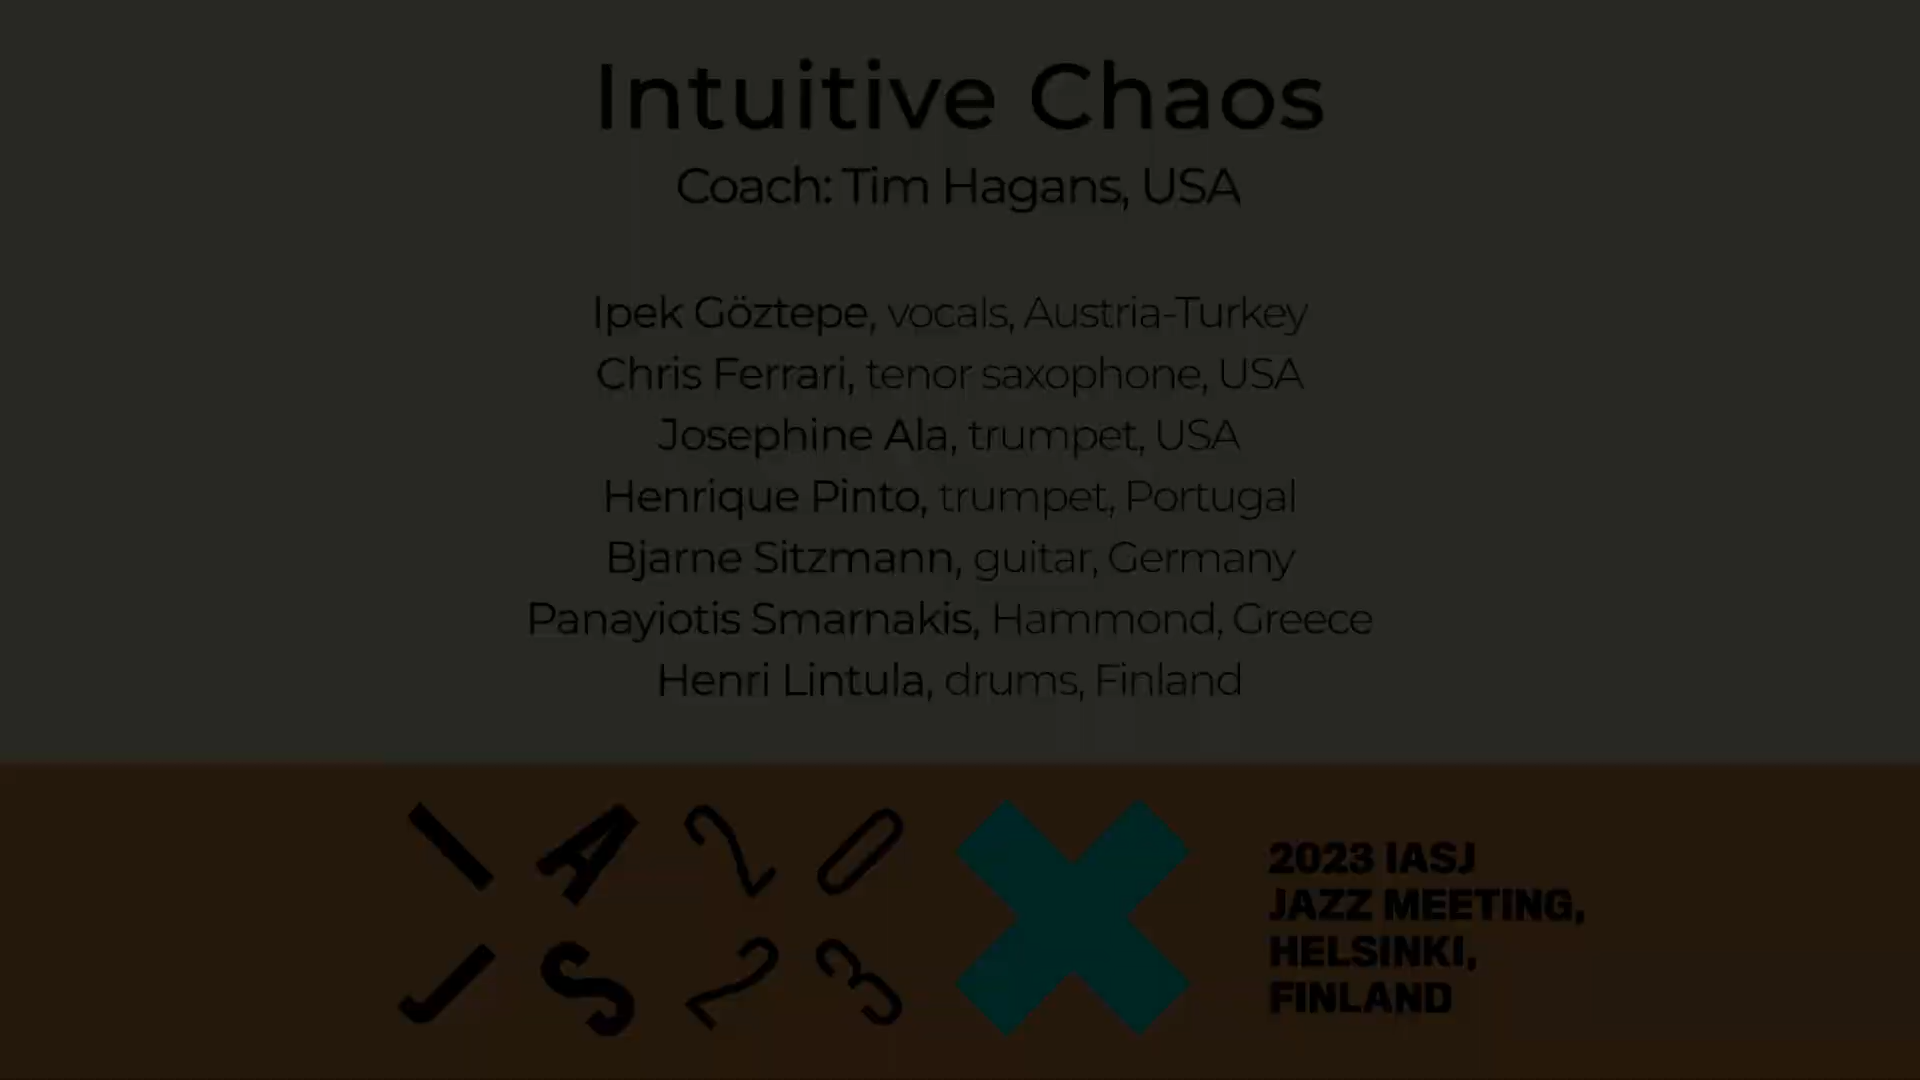 Intuitive Chaos
Coach: Tim Hagans, USA
Ipek Göztepe, vocals, Austria-Turkey
Chris Ferrari, tenor saxophone, USA
Josephine Ala, trumpet, USA
Henrique Pinto, trumpet, Portugal
Bjarne Sitzmann, guitar, Germany
Panayiotis Smarnakis, Hammond, Greece
Henri Lintula, drums, Finland
IA20
JS23
2023 IASJ
JAZZ MEETING,
HELSINKI,
FINLAND